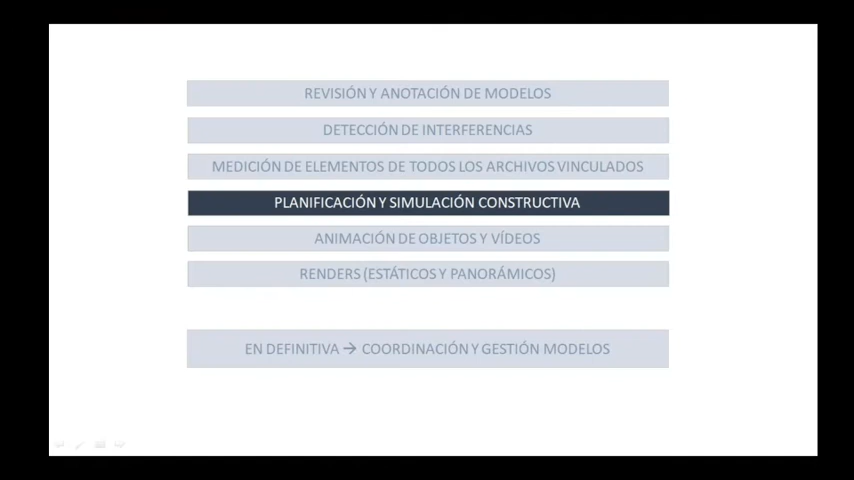 REVISIÓN Y ANOTACIÓN DE MODELOS
DETECCIÓN DE INTERFERENCIAS
MEDICIÓN DE ELEMENTOS DE TODOS LOS ARCHIVOS VINCULADOS
PLANIFICACIÓN Y SIMULACIÓN CONSTRUCTIVA
ANIMACIÓN DE OBJETOS Y VÍDEOS
RENDERS (ESTÁTICOS Y PANORÁMICOS)
EN DEFINITIVA → COORDINACIÓN Y GESTIÓN MODELOS